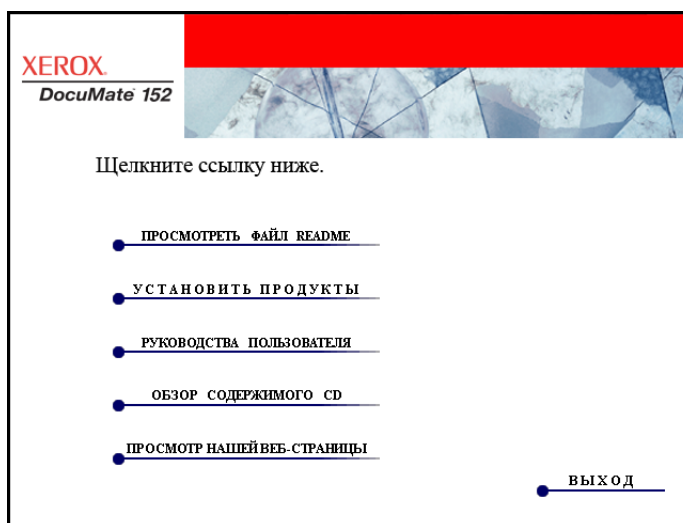 XEROX.
DocuMate 152
Щелкните ссылку ниже.
ПРОСМОТРЕТЬ ФАЙЛ README
УСТАНОВИТЬ ПРОДУКТЫ
РУКОВОДСТВА ПОЛЬЗОВАТЕЛЯ
ОБЗОР СОДЕРЖИМОГО CD
ПРОСМОТР НАШЕЙ ВЕБ-СТРАНИЦЫ
ВЫХОД